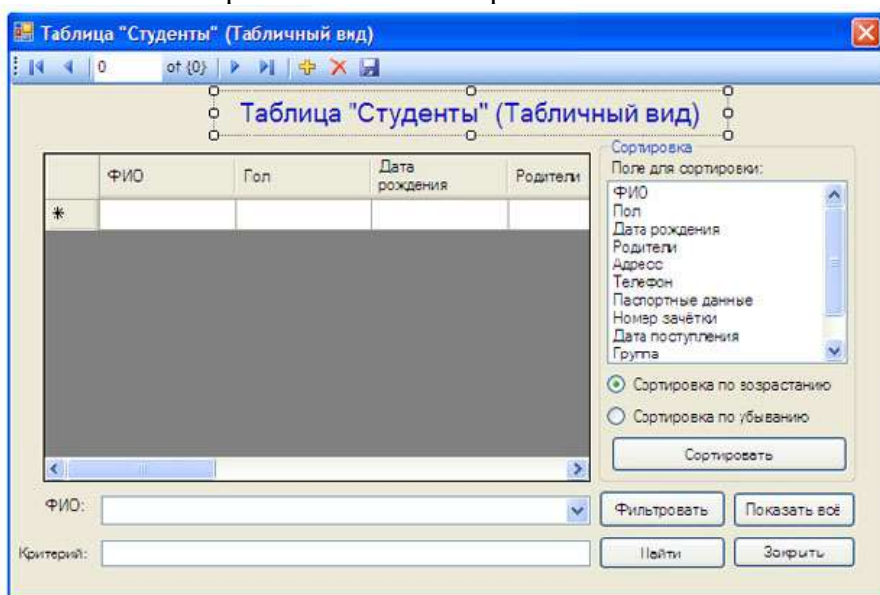 Таблица "Студенты" (Табличный вид)
0 of {0}
Таблица "Студенты" (Табличный вид)
ФИО Пол Дата рождения Родители
*
Сортировка
Поле для сортировки:
ФИО
Пол
Дата рождения
Родители
Адресс
Телефон
Паспортные данные
Номер зачётки
Дата поступления
Группа
Сортировка по возрастанию
Сортировка по убыванию
Сортировать
ФИО:
Фильтровать Показать всё
Критерий:
Найти Закрыть